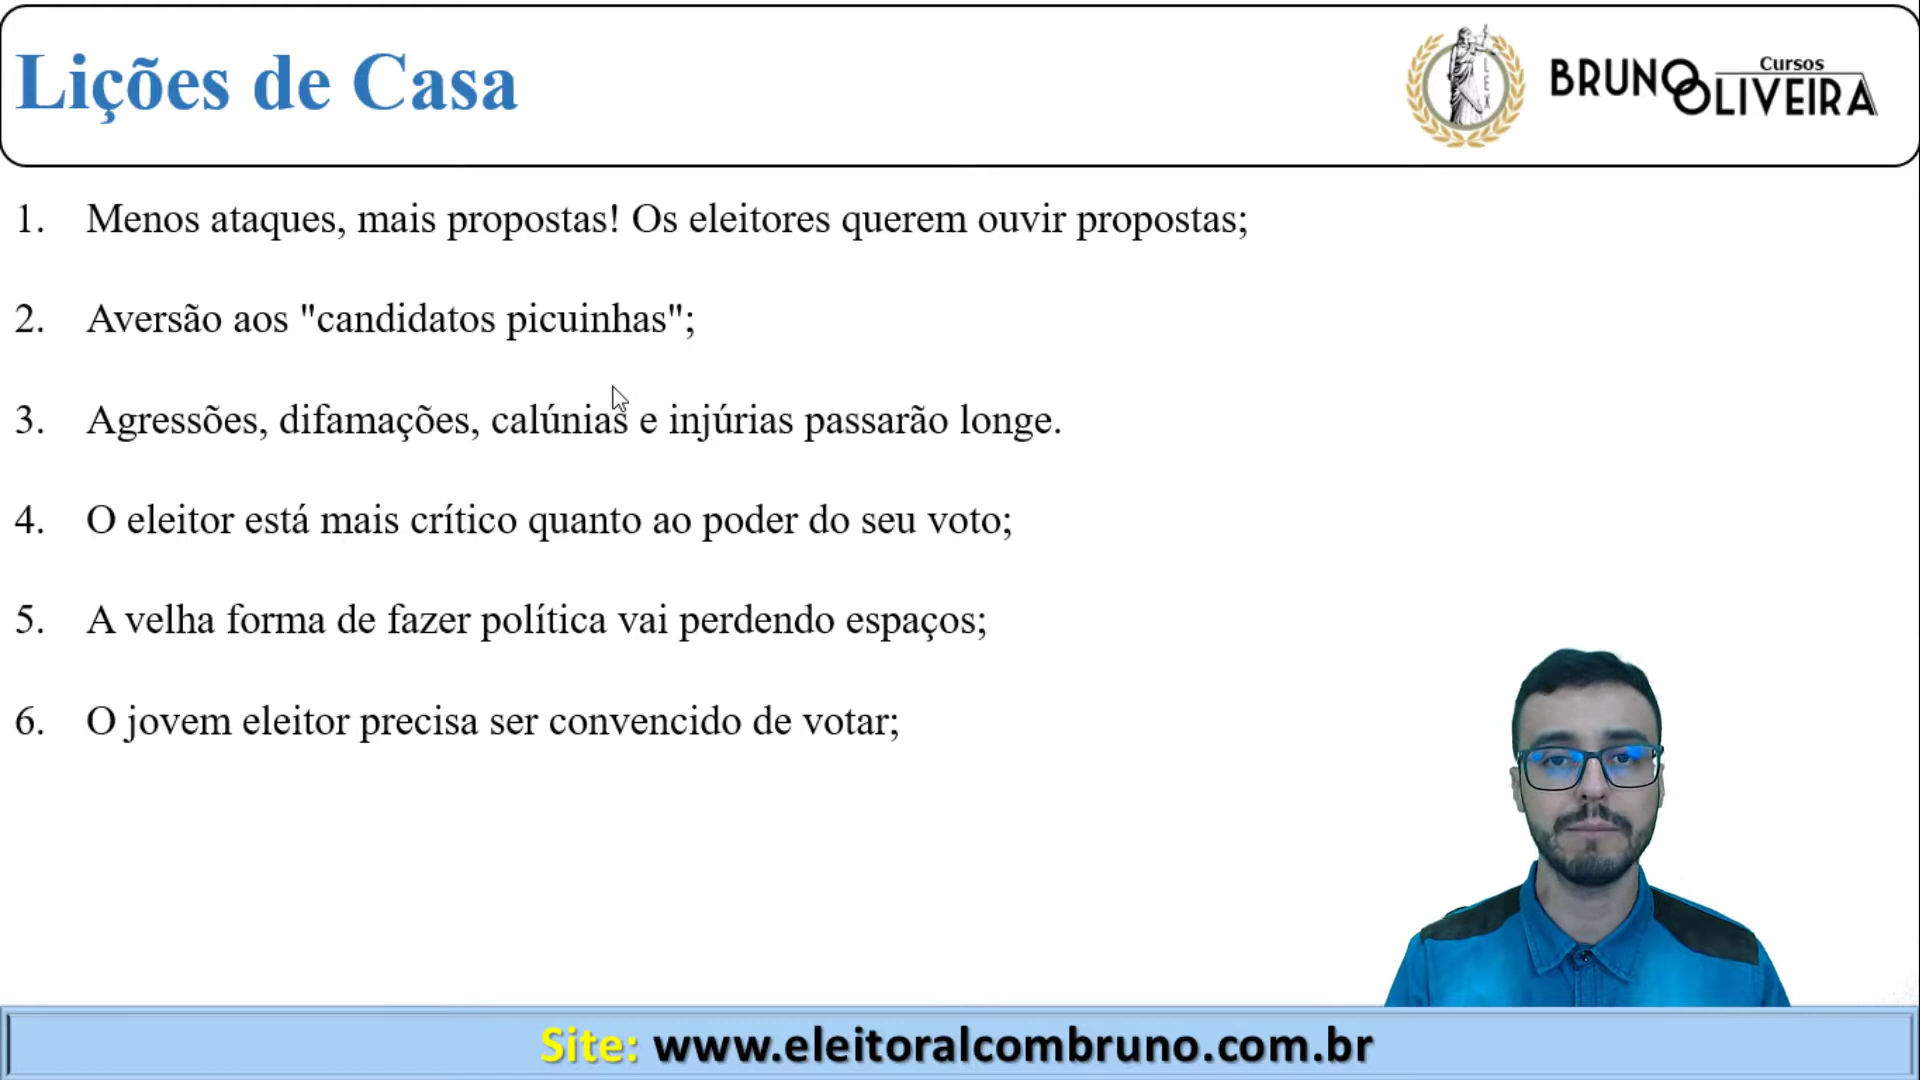 Lições de Casa
LEX
Cursos
BRUNO OLIVEIRA
1. Menos ataques, mais propostas! Os eleitores querem ouvir propostas;
2. Aversão aos "candidatos picuinhas";
3. Agressões, difamações, calúnias e injúrias passarão longe.
4. O eleitor está mais crítico quanto ao poder do seu voto;
5. A velha forma de fazer política vai perdendo espaços;
6. O jovem eleitor precisa ser convencido de votar;
Site: www.eleitoralcombruno.com.br